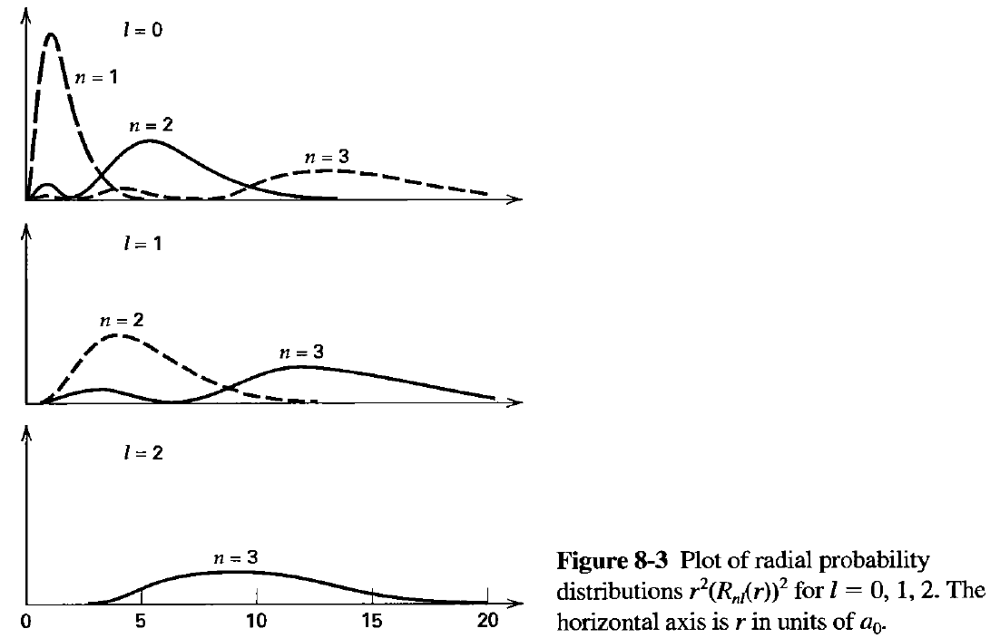 l = 0
n = 1
n = 2
n = 3
l = 1
n = 2
n = 3
l = 2
n = 3
0 5 10 15 20
Figure 8-3 Plot of radial probability
distributions r²(Rₙₗ(r))² for l = 0, 1, 2. The
horizontal axis is r in units of a₀.